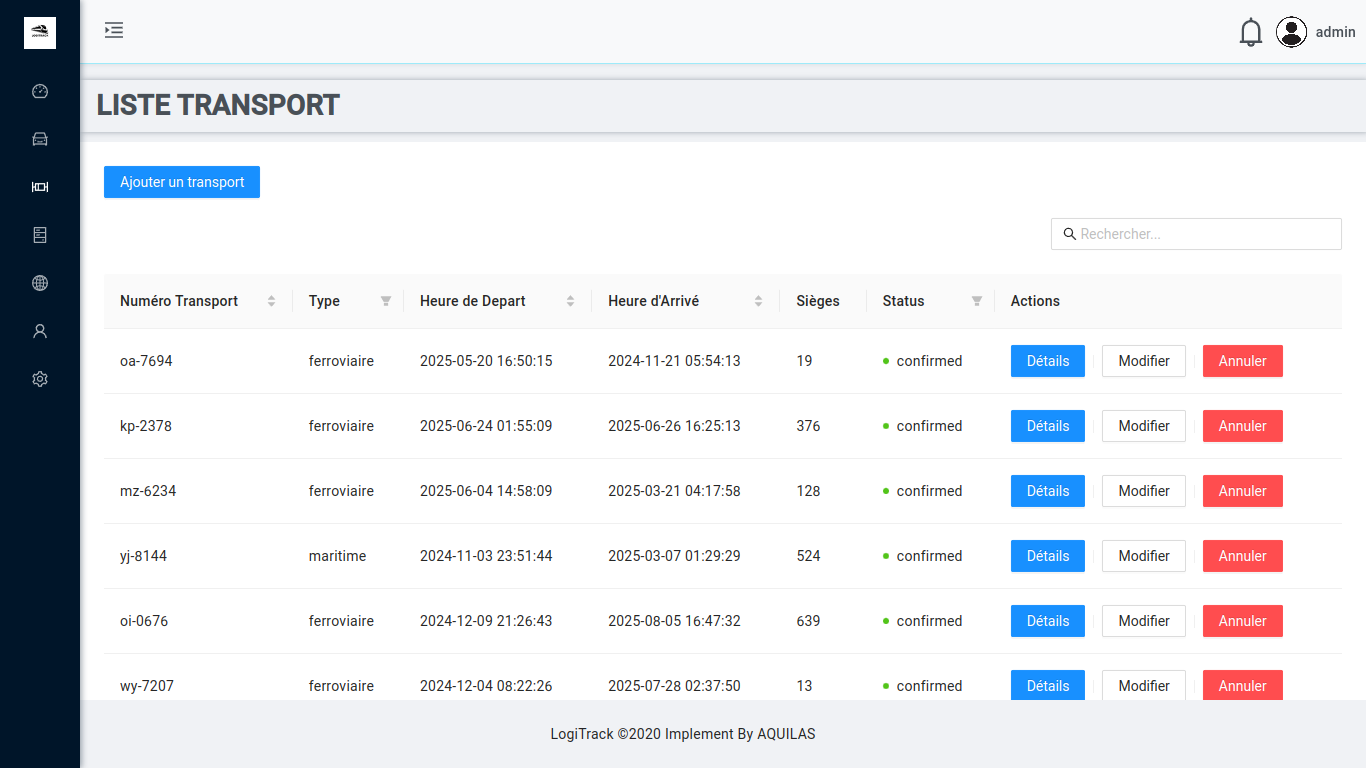 admin
LISTE TRANSPORT
Ajouter un transport
Rechercher...
Numéro Transport Type Heure de Depart Heure d'Arrivé Sièges Status Actions
oa-7694 ferroviaire 2025-05-20 16:50:15 2024-11-21 05:54:13 19 confirmed Détails Modifier Annuler
kp-2378 ferroviaire 2025-06-24 01:55:09 2025-06-26 16:25:13 376 confirmed Détails Modifier Annuler
mz-6234 ferroviaire 2025-06-04 14:58:09 2025-03-21 04:17:58 128 confirmed Détails Modifier Annuler
yj-8144 maritime 2024-11-03 23:51:44 2025-03-07 01:29:29 524 confirmed Détails Modifier Annuler
oi-0676 ferroviaire 2024-12-09 21:26:43 2025-08-05 16:47:32 639 confirmed Détails Modifier Annuler
wy-7207 ferroviaire 2024-12-04 08:22:26 2025-07-28 02:37:50 13 confirmed Détails Modifier Annuler
LogiTrack ©2020 Implement By AQUILAS